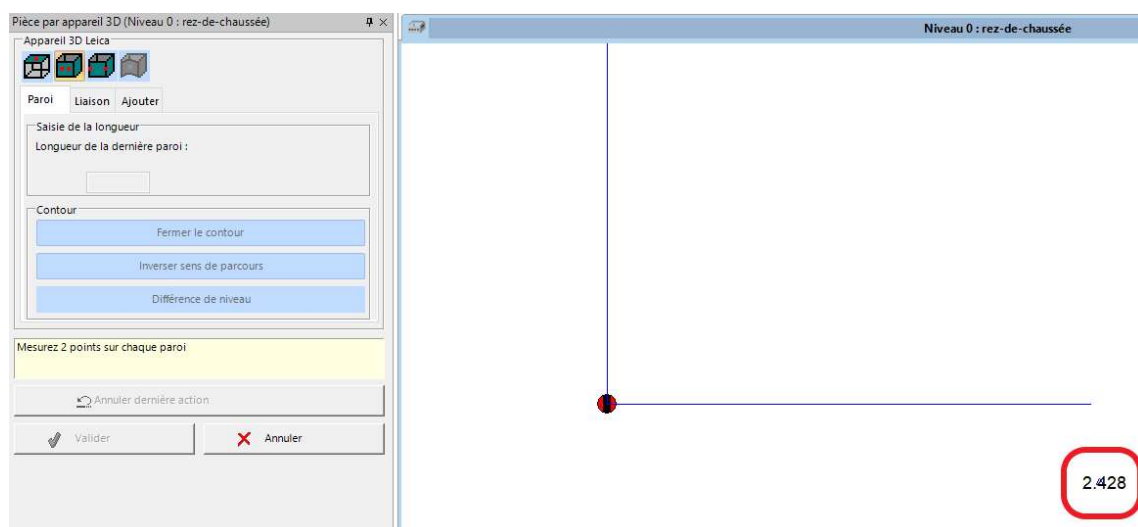 Pièce par appareil 3D (Niveau 0 : rez-de-chaussée)
Appareil 3D Leica
Paroi Liaison Ajouter
Saisie de la longueur
Longueur de la dernière paroi :
Contour
Fermer le contour
Inverser sens de parcours
Différence de niveau
Mesurez 2 points sur chaque paroi
Annuler dernière action
Valider Annuler
Niveau 0 : rez-de-chaussée
2.428